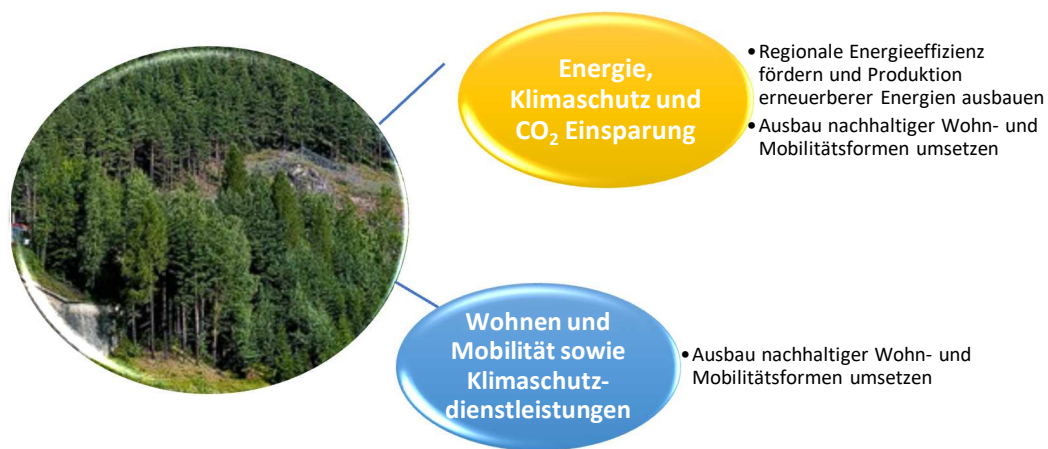 Energie,
Klimaschutz und
CO₂ Einsparung
• Regionale Energieeffizienz
fördern und Produktion
erneuerberer Energien ausbauen
• Ausbau nachhaltiger Wohn- und
Mobilitätsformen umsetzen
Wohnen und
Mobilität sowie
Klimaschutz-
dienstleistungen
• Ausbau nachhaltiger Wohn- und
Mobilitätsformen umsetzen